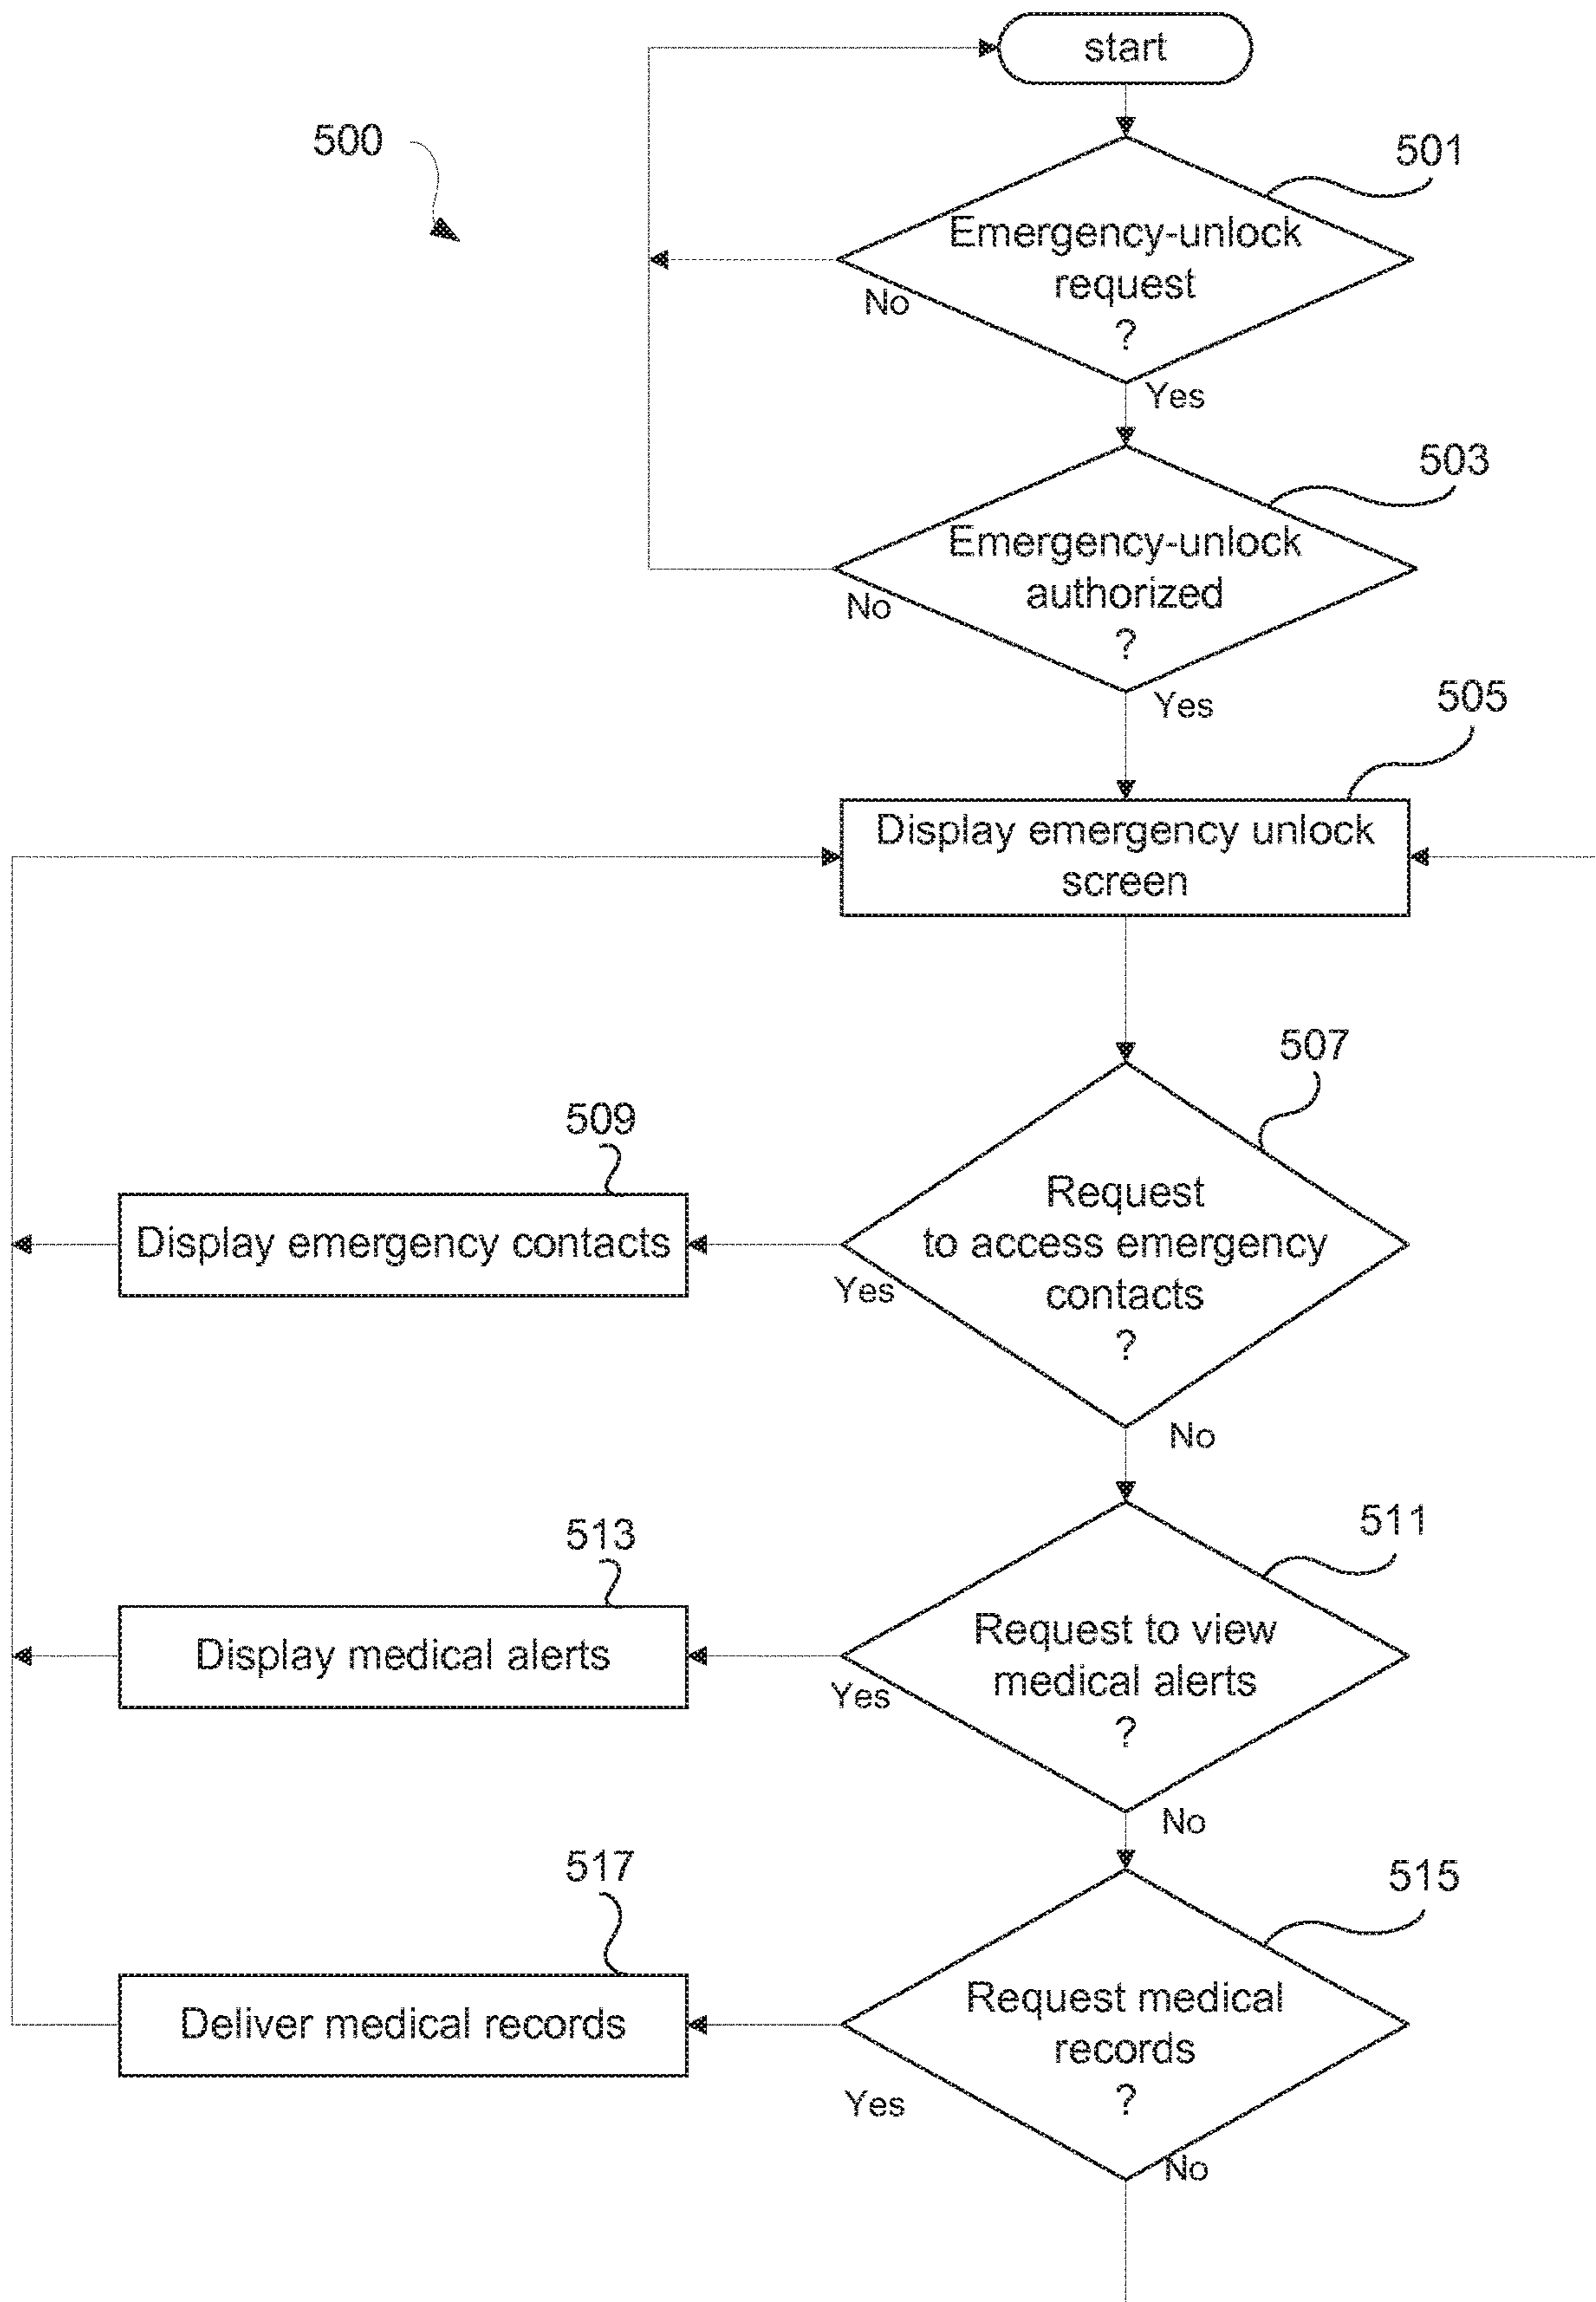 start
500
501
Emergency-unlock
request
?
No
Yes
503
Emergency-unlock
authorized
?
No
Yes
505
Display emergency unlock
screen
507
509
Request
to access emergency
contacts
?
Display emergency contacts
Yes
No
511
513
Request to view
medical alerts
?
Display medical alerts
Yes
No
515
517
Request medical
records
?
Deliver medical records
Yes
No